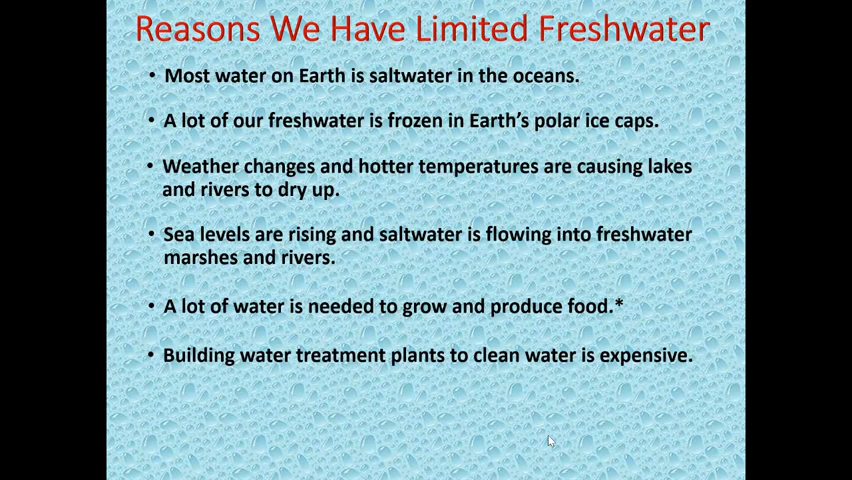 Reasons We Have Limited Freshwater
• Most water on Earth is saltwater in the oceans.
• A lot of our freshwater is frozen in Earth's polar ice caps.
• Weather changes and hotter temperatures are causing lakes
and rivers to dry up.
• Sea levels are rising and saltwater is flowing into freshwater
marshes and rivers.
• A lot of water is needed to grow and produce food.*
• Building water treatment plants to clean water is expensive.